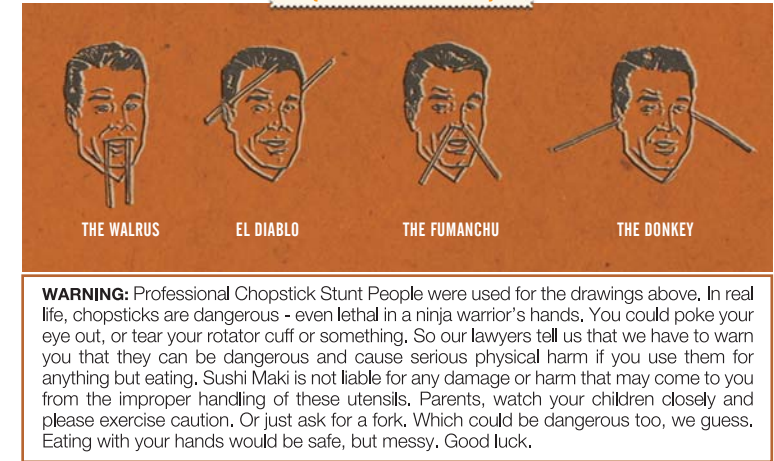 THE WALRUS EL DIABLO THE FUMANCHU THE DONKEY
WARNING: Professional Chopstick Stunt People were used for the drawings above. In real
life, chopsticks are dangerous - even lethal in a ninja warrior's hands. You could poke your
eye out, or tear your rotator cuff or something. So our lawyers tell us that we have to warn
you that they can be dangerous and cause serious physical harm if you use them for
anything but eating. Sushi Maki is not liable for any damage or harm that may come to you
from the improper handling of these utensils. Parents, watch your children closely and
please exercise caution. Or just ask for a fork. Which could be dangerous too, we guess.
Eating with your hands would be safe, but messy. Good luck.